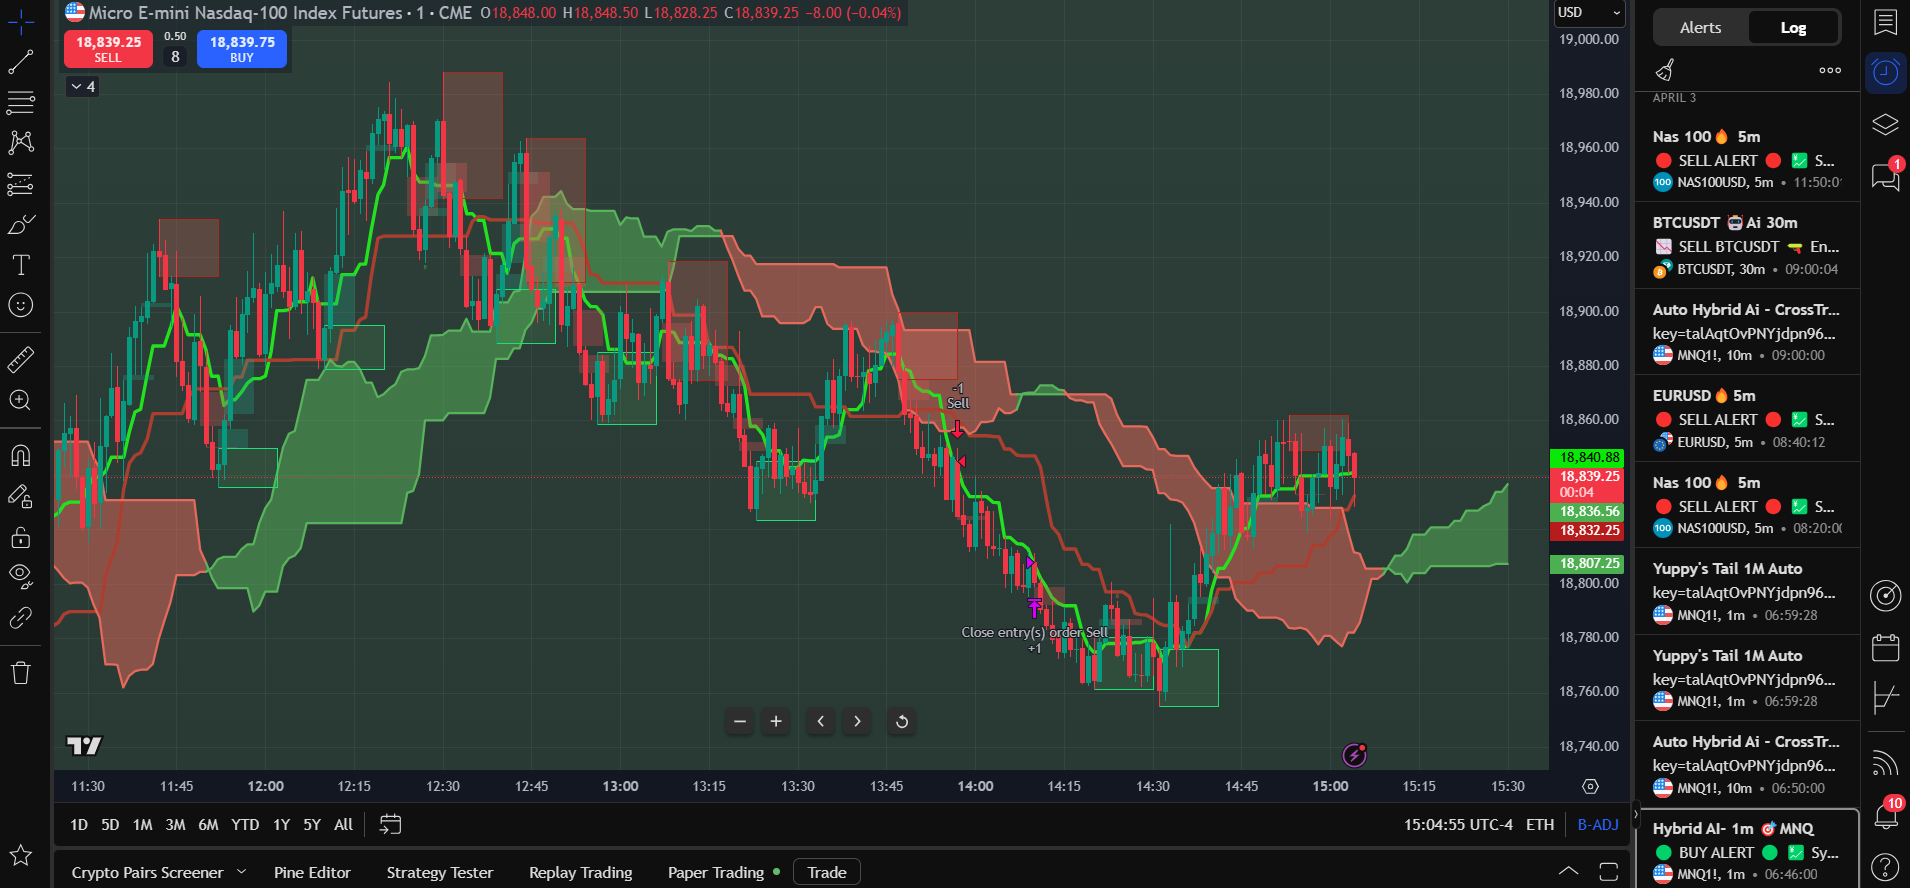 Micro E-mini Nasdaq-100 Index Futures · 1 · CME O18,848.00 H18,848.50 L18,828.25 C18,839.25 −8.00 (−0.04%)
18,839.25
SELL
0.50
8
18,839.75
BUY
4
-1
Sell
Close entry(s) order Sell
+1
USD
19,000.00
18,980.00
18,960.00
18,940.00
18,920.00
18,900.00
18,880.00
18,860.00
18,840.88
18,839.25
00:04
18,836.56
18,832.25
18,807.25
18,800.00
18,780.00
18,760.00
18,740.00
11:30 11:45 12:00 12:15 12:30 12:45 13:00 13:15 13:30 13:45 14:00 14:15 14:30 14:45 15:00 15:15 15:30
1D 5D 1M 3M 6M YTD 1Y 5Y All
15:04:55 UTC-4 ETH B-ADJ
Crypto Pairs Screener Pine Editor Strategy Tester Replay Trading Paper Trading Trade
Alerts Log
APRIL 3
Nas 100🔥 5m
🔴 SELL ALERT 🔴 💹 S...
100 NAS100USD, 5m • 11:50:0
BTCUSDT 🤖 Ai 30m
SELL BTCUSDT 🔫 En...
BTCUSDT, 30m • 09:00:04
Auto Hybrid Ai - CrossTr...
key=talAqtOvPNYjdpn96...
MNQ1!, 10m • 09:00:00
EURUSD🔥 5m
🔴 SELL ALERT 🔴 💹 S...
EURUSD, 5m • 08:40:12
Nas 100🔥 5m
🔴 SELL ALERT 🔴 💹 S...
100 NAS100USD, 5m • 08:20:00
Yuppy's Tail 1M Auto
key=talAqtOvPNYjdpn96...
MNQ1!, 1m • 06:59:28
Yuppy's Tail 1M Auto
key=talAqtOvPNYjdpn96...
MNQ1!, 1m • 06:59:28
Auto Hybrid Ai - CrossTr...
key=talAqtOvPNYjdpn96...
MNQ1!, 10m • 06:50:00
Hybrid AI- 1m 🎯 MNQ
🟢 BUY ALERT 🟢 💹 Sy...
MNQ1!, 1m • 06:46:00
1
10